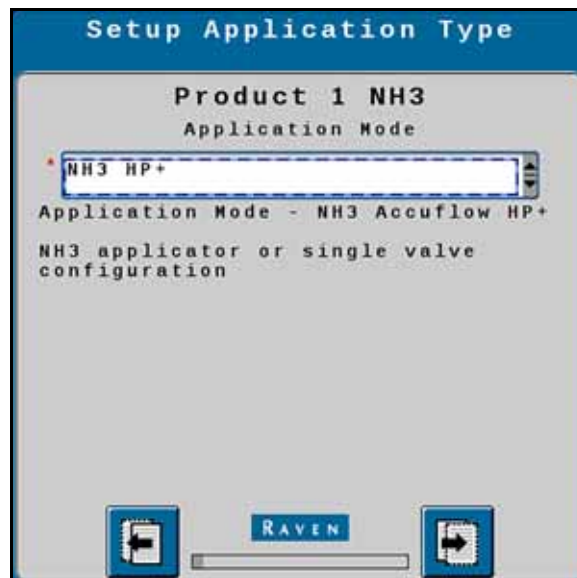 Setup Application Type
Product 1 NH3
Application Mode
* NH3 HP+
Application Mode - NH3 Accuflow HP+
NH3 applicator or single valve
configuration
RAVEN